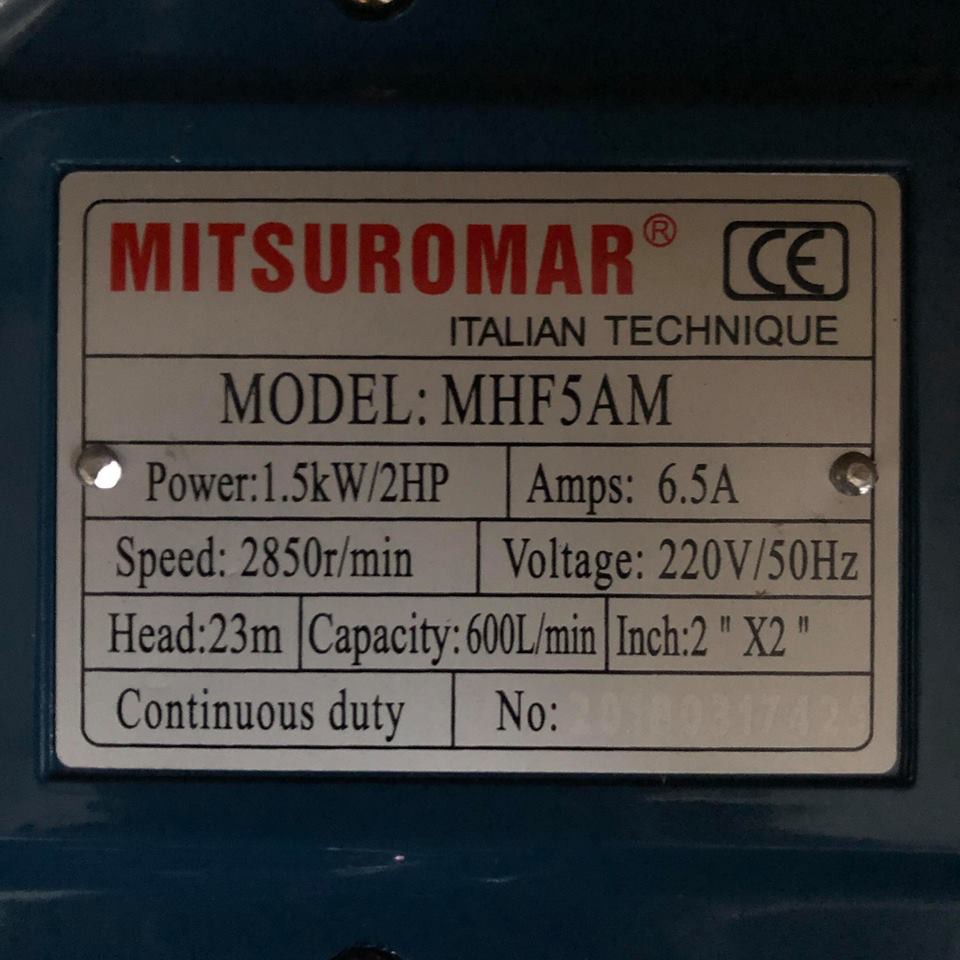 MITSUROMAR® CE
ITALIAN TECHNIQUE
MODEL: MHF5AM
Power:1.5kW/2HP Amps: 6.5A
Speed: 2850r/min Voltage: 220V/50Hz
Head:23m Capacity:600L/min Inch:2 " X2 "
Continuous duty No: